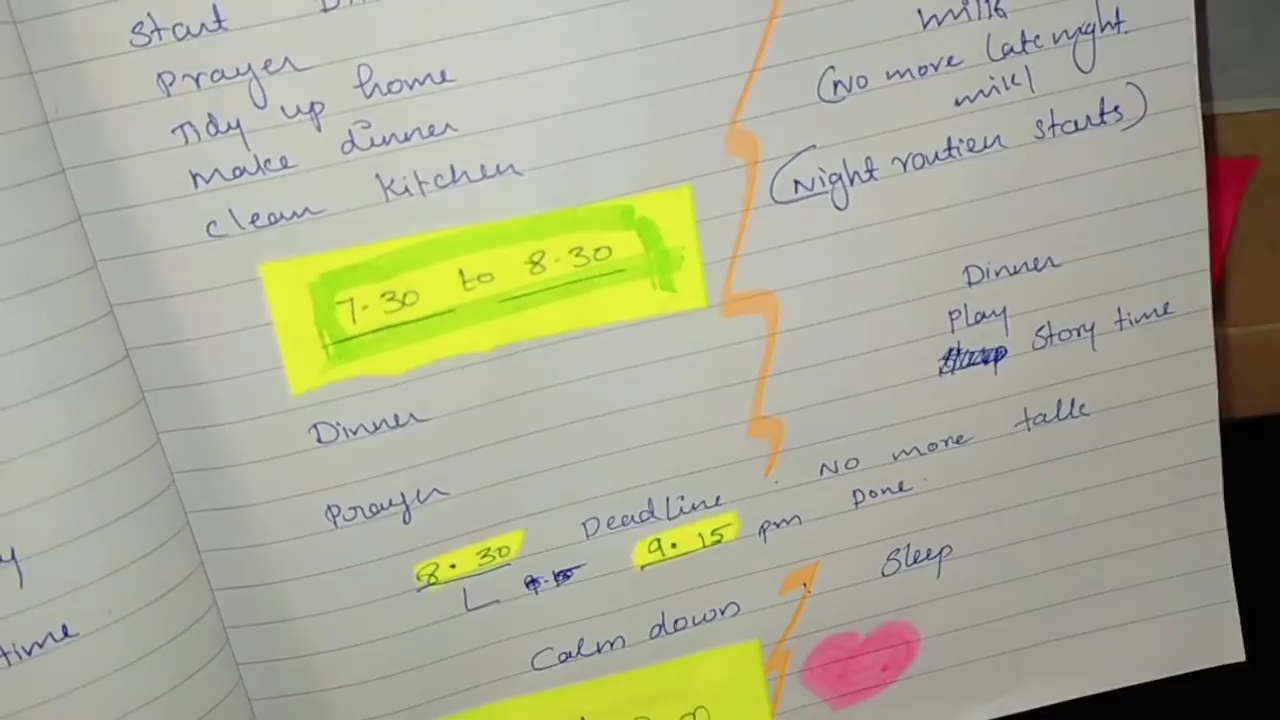 Start
Prayer
Tidy up home
make dinner
clean kitchen
7.30 to 8.30
Dinner
Prayer
Deadline
8.30
9.15 pm
Calm down
milk
(No more late night
mikl
(Night routien starts)
Dinner
Play
Story time
No more talk
Done.
Sleep
time